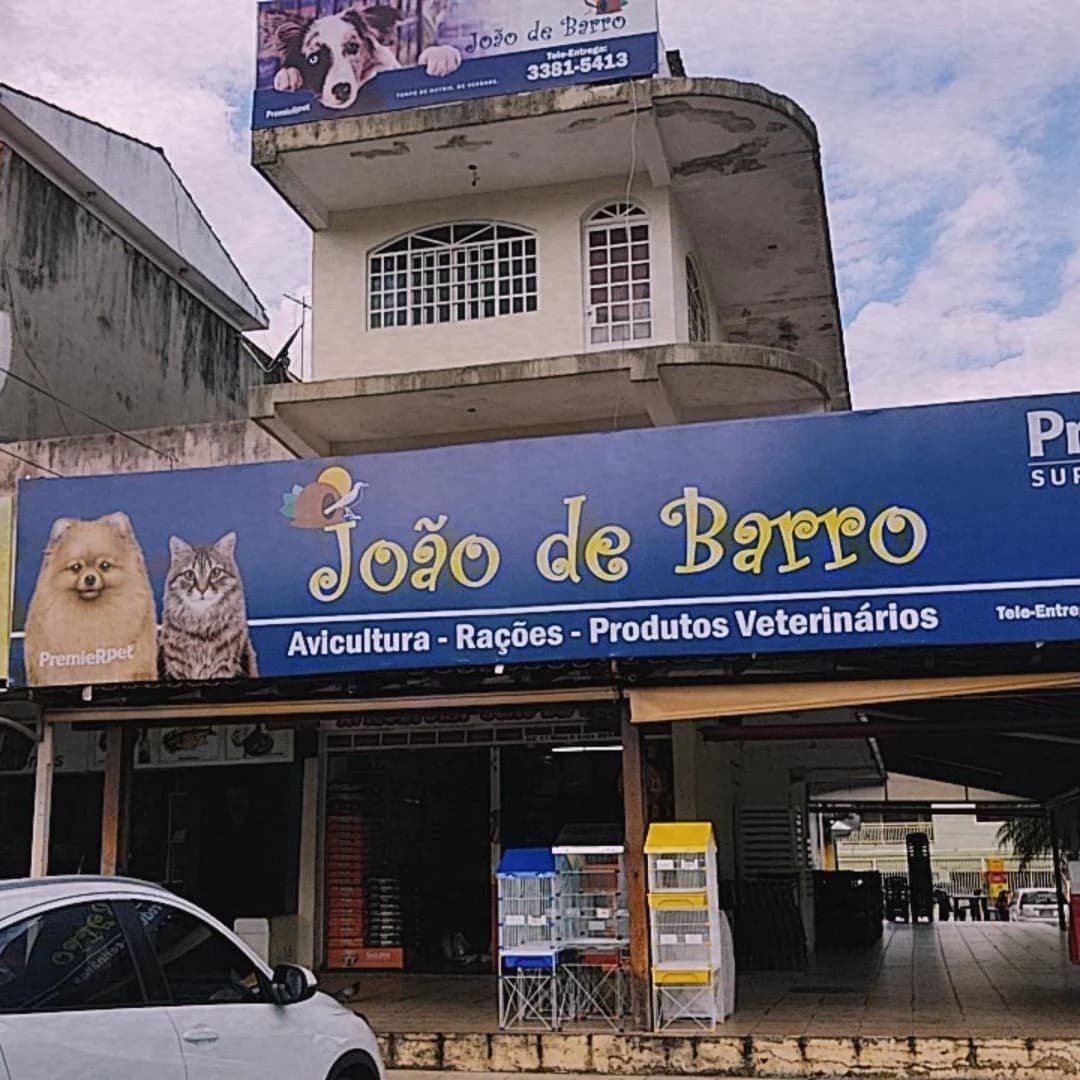 João de Barro
Tele-Entrega:
3381-5413
PremieRpet
João de Barro
Avicultura - Rações - Produtos Veterinários
PremieRpet
Tele-Entre
Pr
SUP